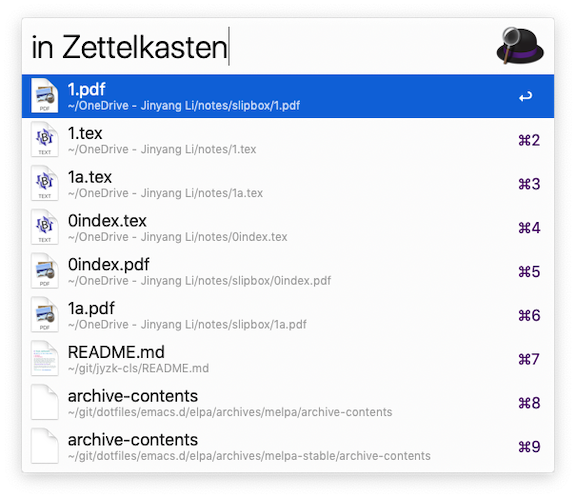 in Zettelkasten
1.pdf
~/OneDrive - Jinyang Li/notes/slipbox/1.pdf
↩
PDF
1.tex
~/OneDrive - Jinyang Li/notes/1.tex
⌘2
TEXT
1a.tex
~/OneDrive - Jinyang Li/notes/1a.tex
⌘3
TEXT
0index.tex
~/OneDrive - Jinyang Li/notes/0index.tex
⌘4
TEXT
0index.pdf
~/OneDrive - Jinyang Li/notes/slipbox/0index.pdf
⌘5
PDF
1a.pdf
~/OneDrive - Jinyang Li/notes/slipbox/1a.pdf
⌘6
PDF
README.md
~/git/jyzk-cls/README.md
⌘7
archive-contents
~/git/dotfiles/emacs.d/elpa/archives/melpa/archive-contents
⌘8
archive-contents
~/git/dotfiles/emacs.d/elpa/archives/melpa-stable/archive-contents
⌘9